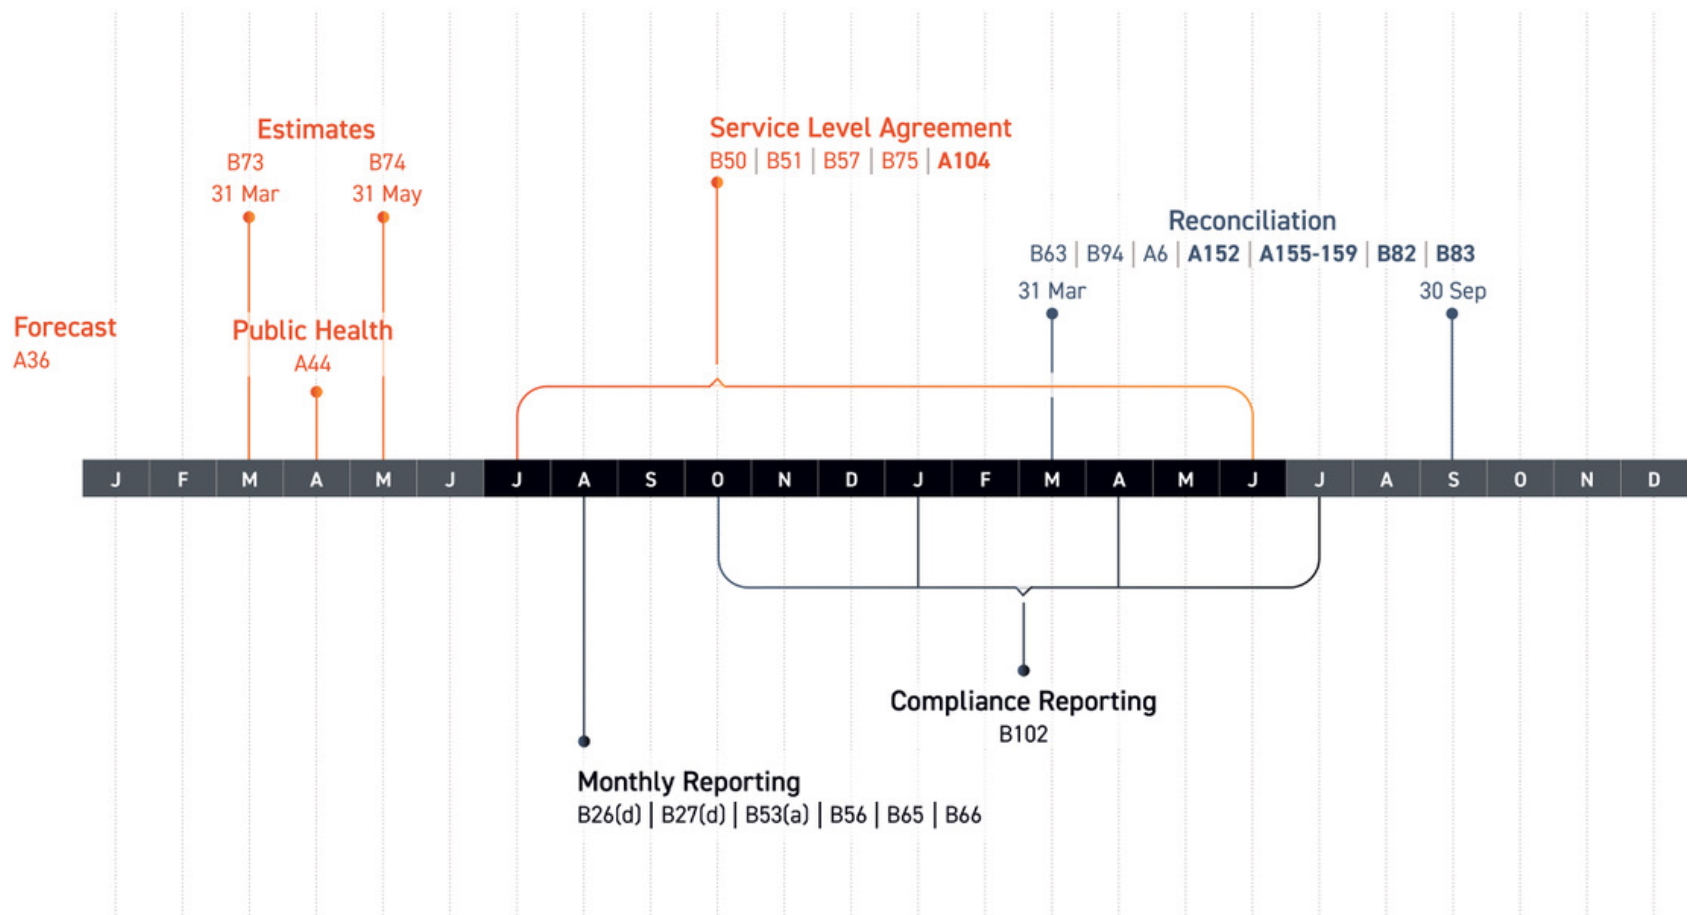 Estimates
B73
31 Mar
B74
31 May
Service Level Agreement
B50 | B51 | B57 | B75 | A104
Reconciliation
B63 | B94 | A6 | A152 | A155-159 | B82 | B83
31 Mar
30 Sep
Forecast
A36
Public Health
A44
J F M A M J J A S O N D J F M A M J J A S O N D
Compliance Reporting
B102
Monthly Reporting
B26(d) | B27(d) | B53(a) | B56 | B65 | B66